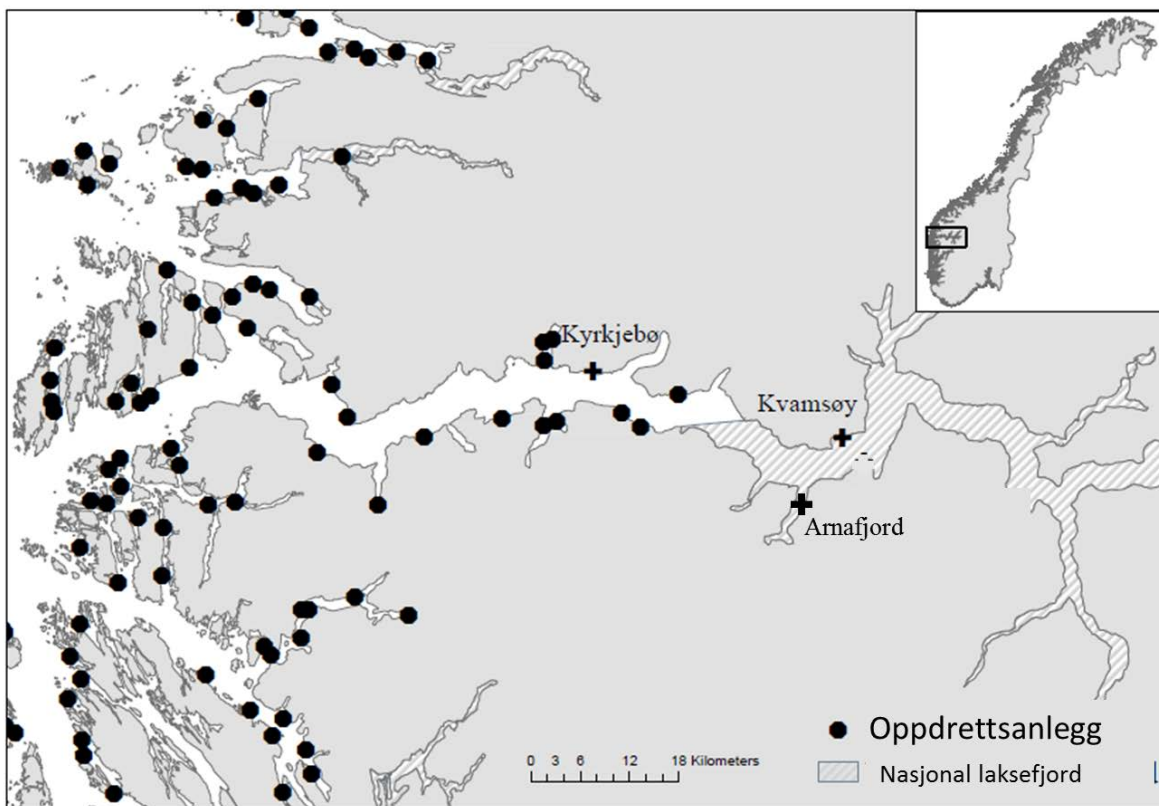 Kyrkjebø
Kvamsøy
Arnafjord
Oppdrettsanlegg
0 3 6 12 18 Kilometers
Nasjonal laksefjord